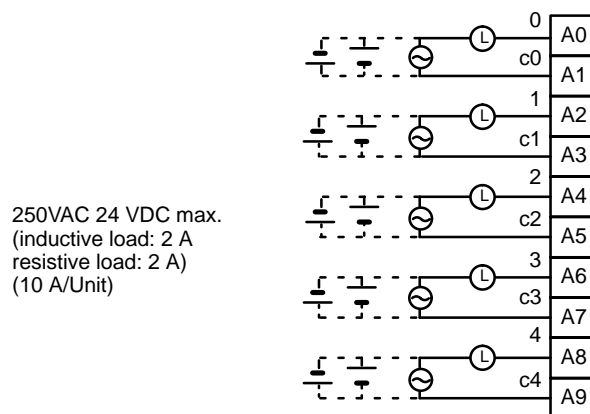 0
L
A0
c0
A1
1
L
A2
c1
A3
2
L
A4
c2
A5
3
L
A6
c3
A7
4
L
A8
c4
A9
250VAC 24 VDC max.
(inductive load: 2 A
resistive load: 2 A)
(10 A/Unit)